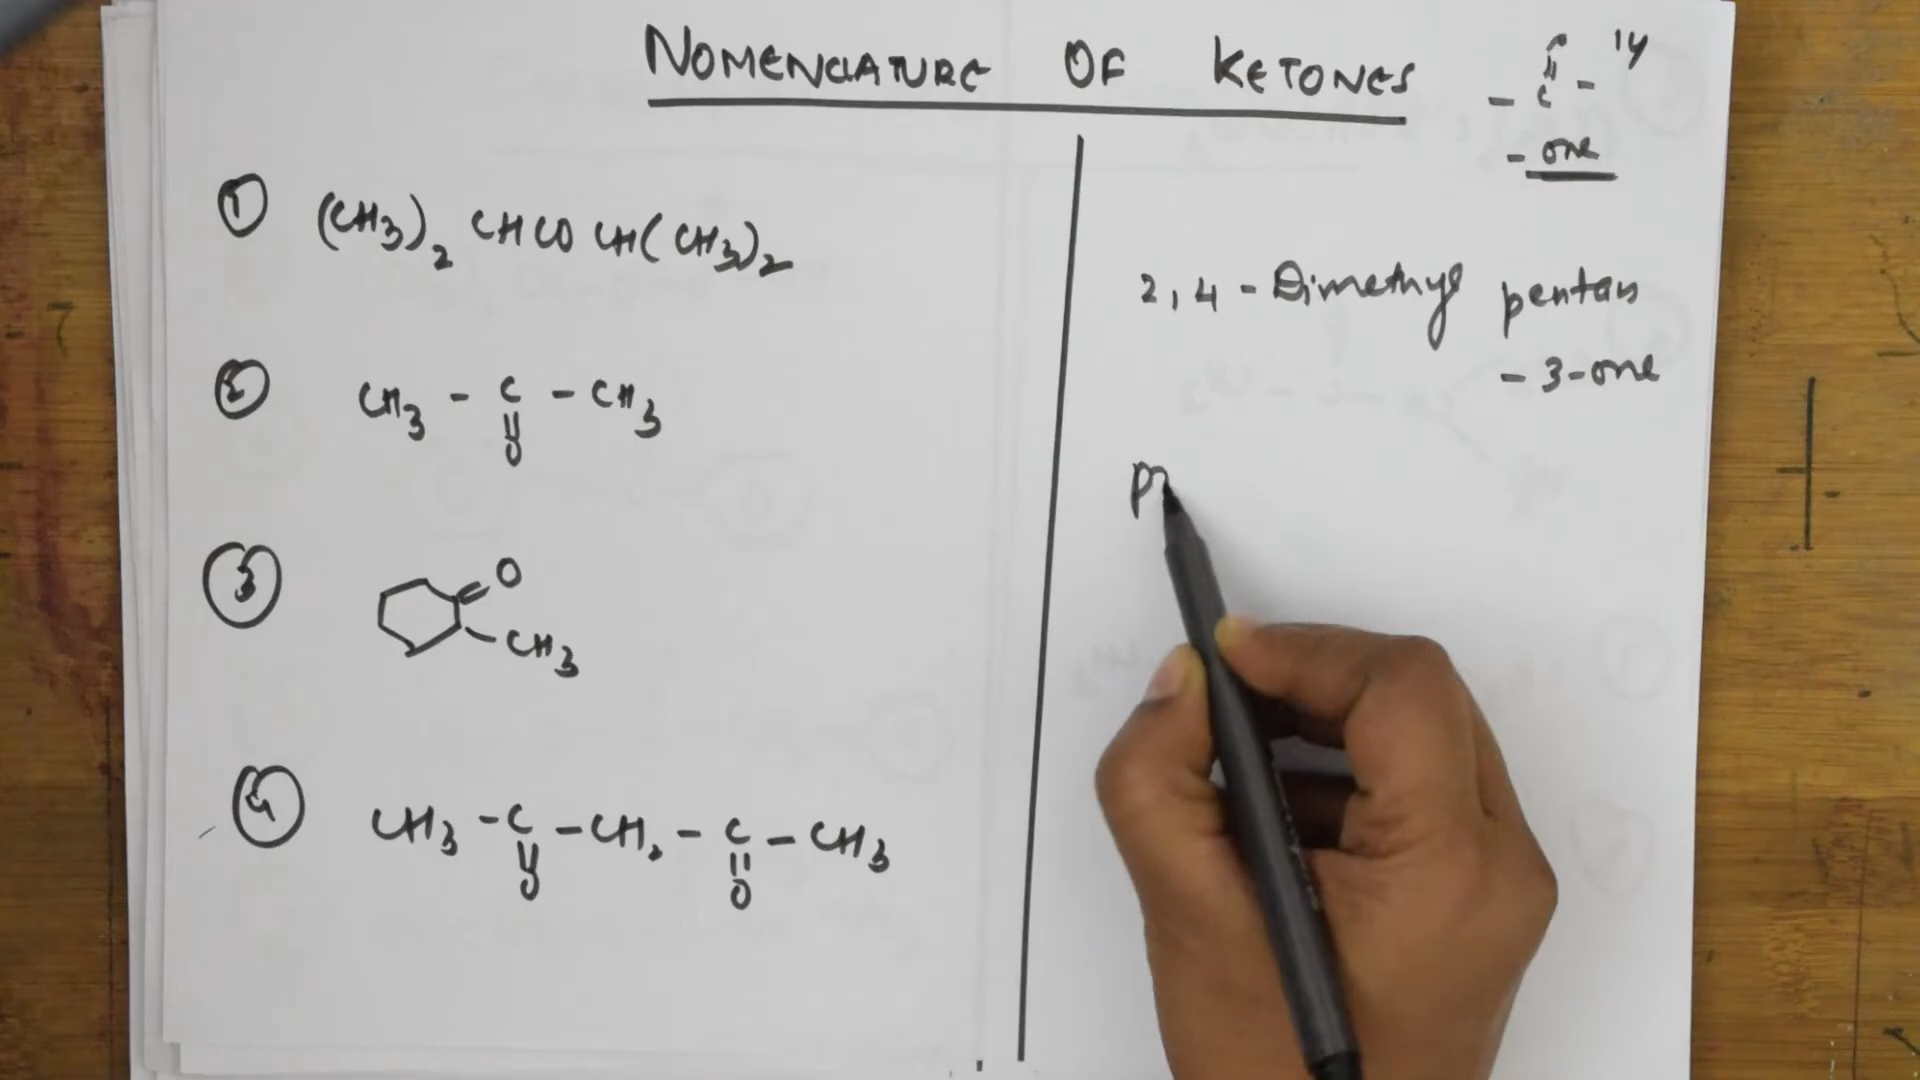 NOMENCLATURE OF KETONES
- C -
- one
① (CH3)2 CHCO CH(CH3)2
2,4-Dimethyl pentan
- 3-one
② CH3 - C - CH3
O
P
③ O
CH3
④ CH3 - C - CH2 - C - CH3
O O